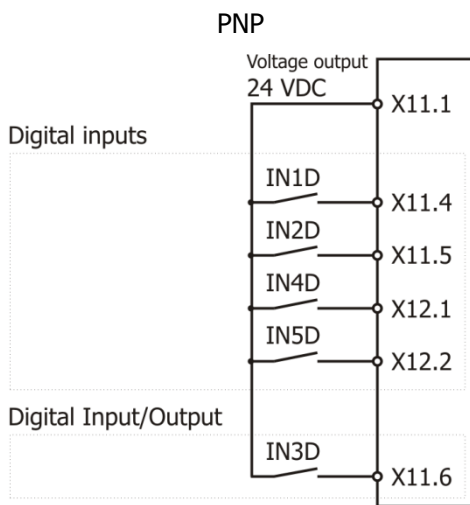 PNP
Voltage output
24 VDC
X11.1
Digital inputs
IN1D
X11.4
IN2D
X11.5
IN4D
X12.1
IN5D
X12.2
Digital Input/Output
IN3D
X11.6